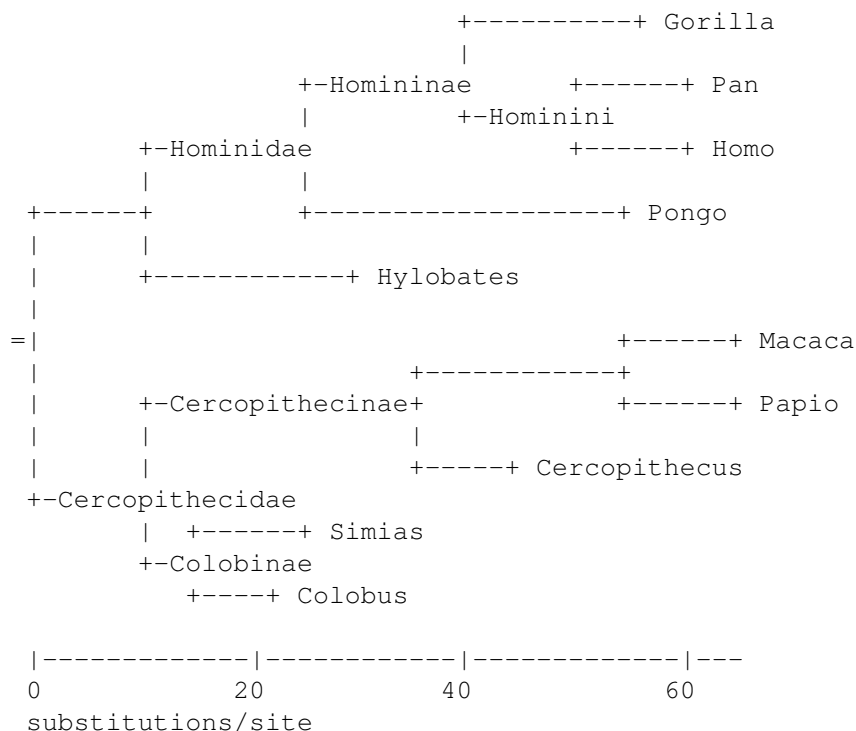 Gorilla
Homininae Pan
Hominini
Hominidae Homo
Pongo
Hylobates
Macaca
Cercopithecinae Papio
Cercopithecus
Cercopithecidae
Simias
Colobinae
Colobus
0 20 40 60
substitutions/site